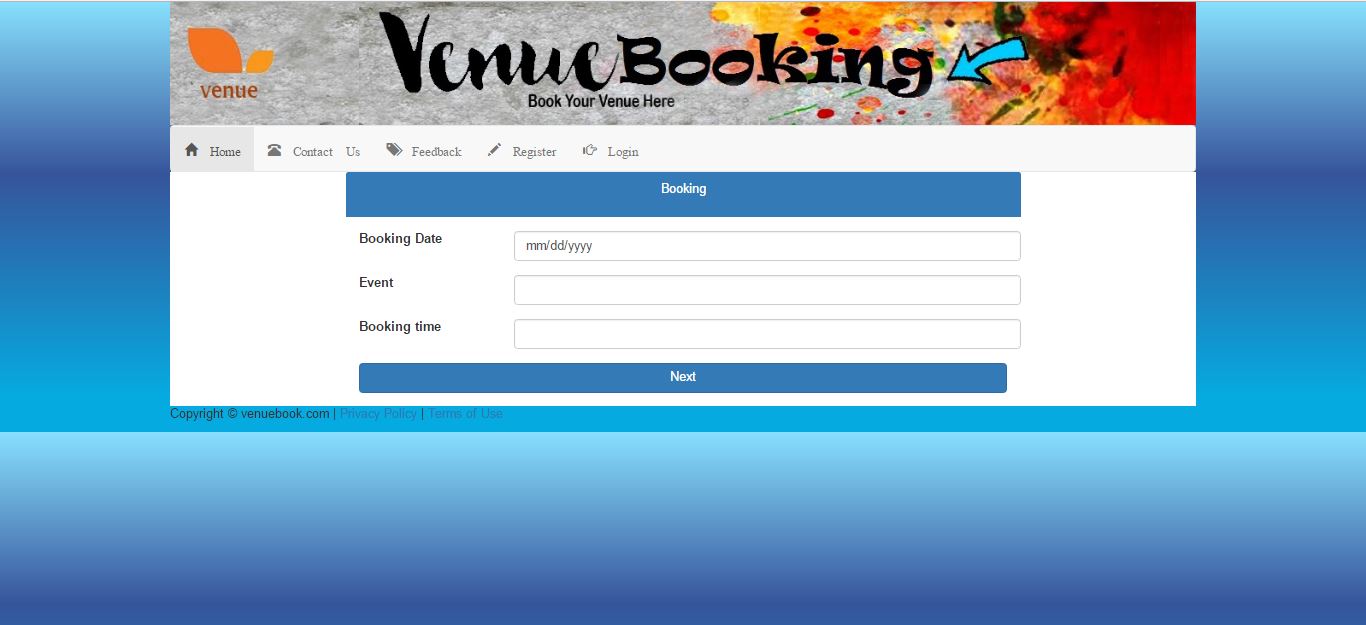 venue
VenueBooking
Book Your Venue Here
Home Contact Us Feedback Register Login
Booking
Booking Date mm/dd/yyyy
Event
Booking time
Next
Copyright © venuebook.com | Privacy Policy | Terms of Use